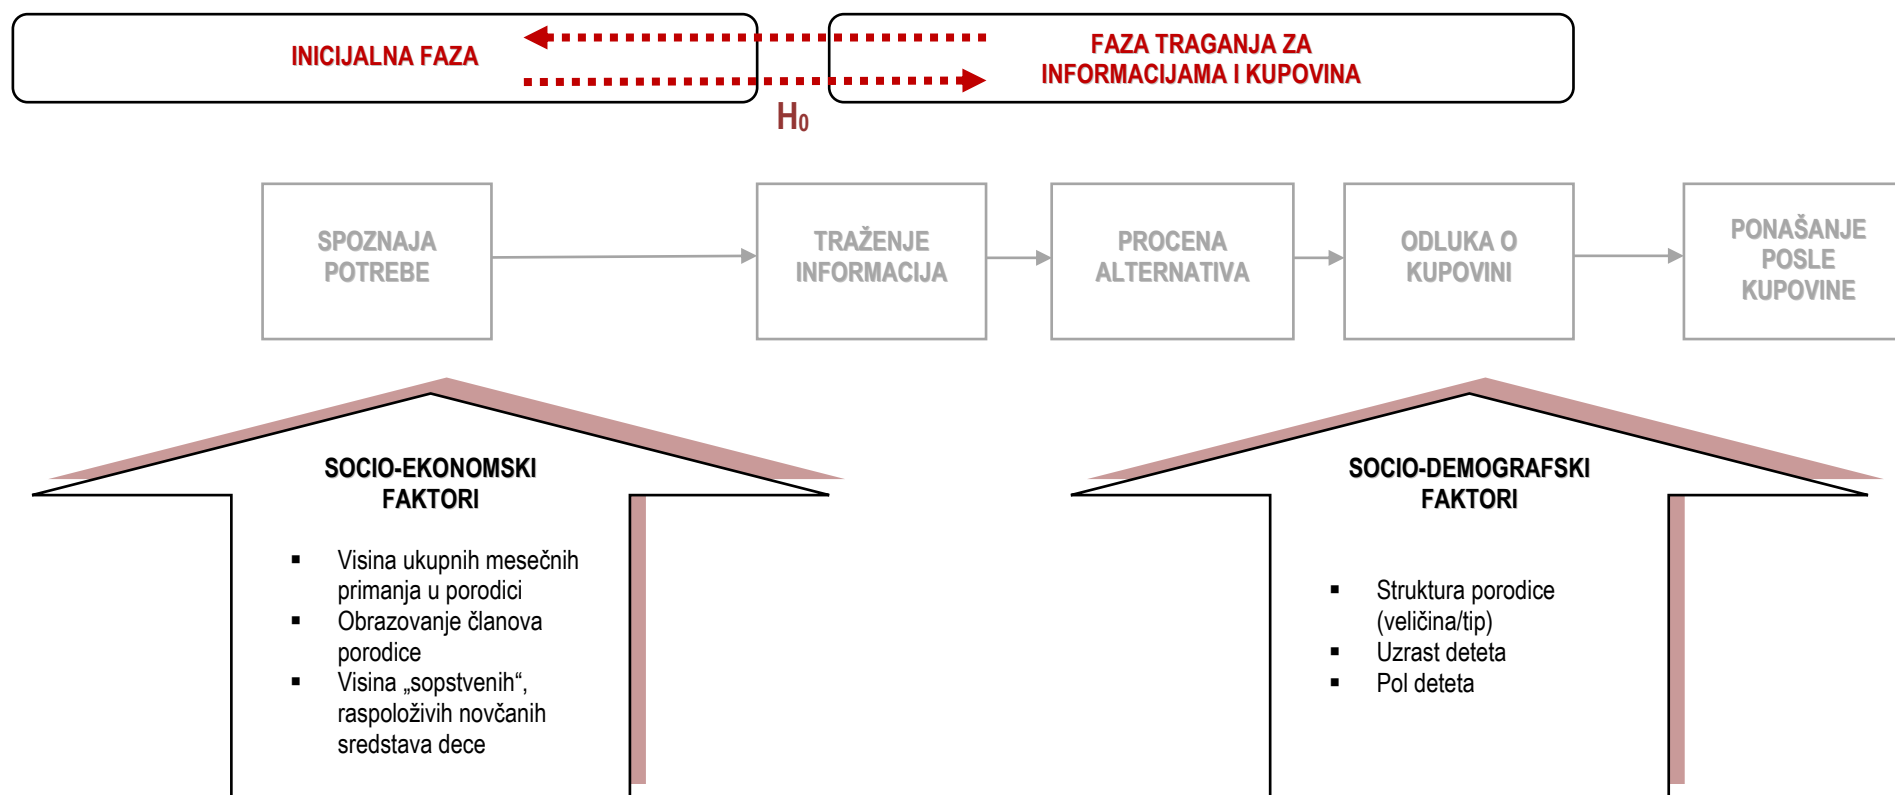 INICIJALNA FAZA
FAZA TRAGANJA ZA
INFORMACIJAMA I KUPOVINA
H₀
SPOZNAJA
POTREBE
TRAŽENJE
INFORMACIJA
PROCENA
ALTERNATIVA
ODLUKA O
KUPOVINI
PONAŠANJE
POSLE
KUPOVINE
SOCIO-EKONOMSKI
FAKTORI
▪ Visina ukupnih mesečnih
primanja u porodici
▪ Obrazovanje članova
porodice
▪ Visina „sopstvenih“,
raspoloživih novčanih
sredstava dece
SOCIO-DEMOGRAFSKI
FAKTORI
▪ Struktura porodice
(veličina/tip)
▪ Uzrast deteta
▪ Pol deteta